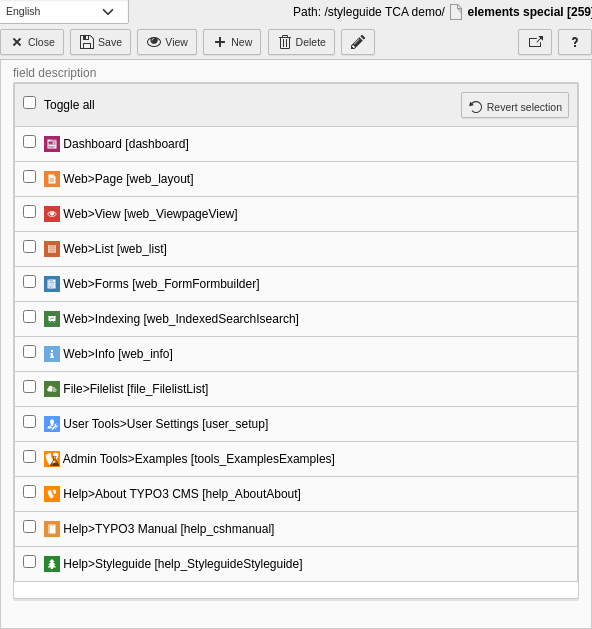 English
Path: /styleguide TCA demo/ elements special [259]
Close Save View New Delete ?
field description
Toggle all
Revert selection
Dashboard [dashboard]
Web>Page [web_layout]
Web>View [web_ViewpageView]
Web>List [web_list]
Web>Forms [web_FormFormbuilder]
Web>Indexing [web_IndexedSearchIsearch]
Web>Info [web_info]
File>Filelist [file_FilelistList]
User Tools>User Settings [user_setup]
Admin Tools>Examples [tools_ExamplesExamples]
Help>About TYPO3 CMS [help_AboutAbout]
Help>TYPO3 Manual [help_cshmanual]
Help>Styleguide [help_StyleguideStyleguide]